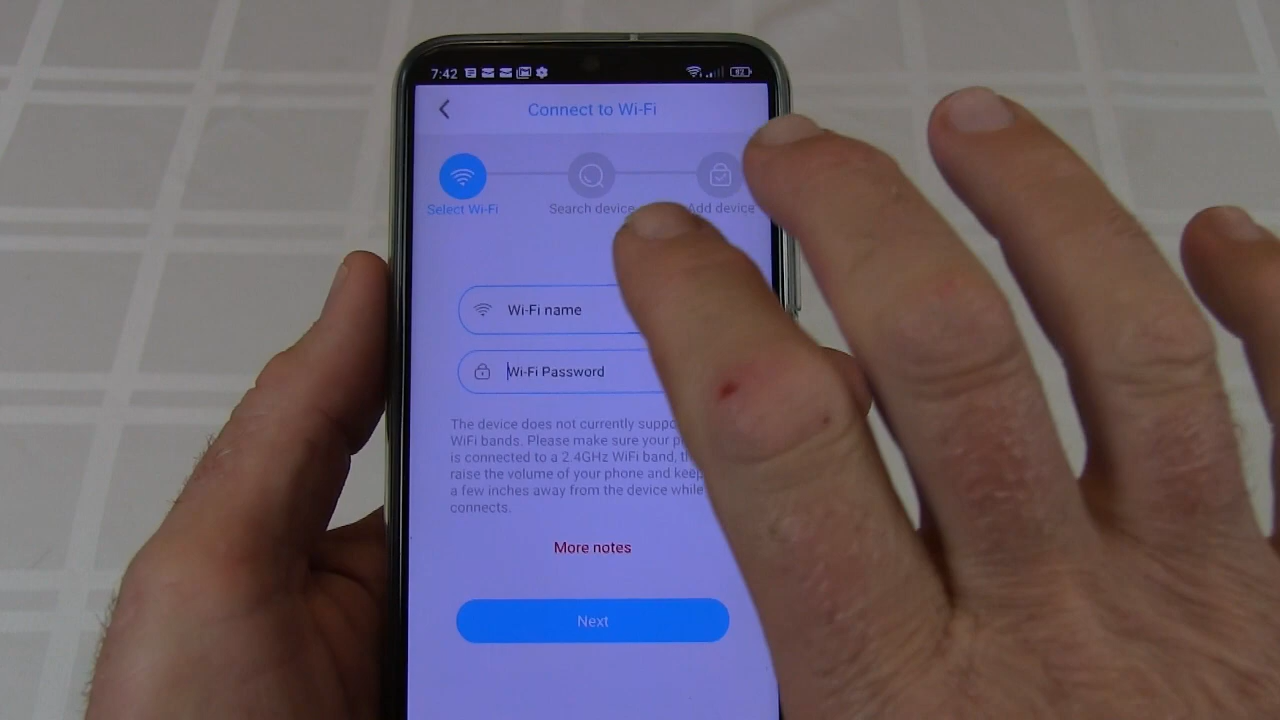 7:42
82
Connect to Wi-Fi
Select Wi-Fi
Search device
Add device
Wi-Fi name
Wi-Fi Password
The device does not currently
WiFi bands. Please make sure your
is connected to a 2.4GHz WiFi band,
raise the volume of your phone and keep
a few inches away from the device while
connects.
More notes
Next